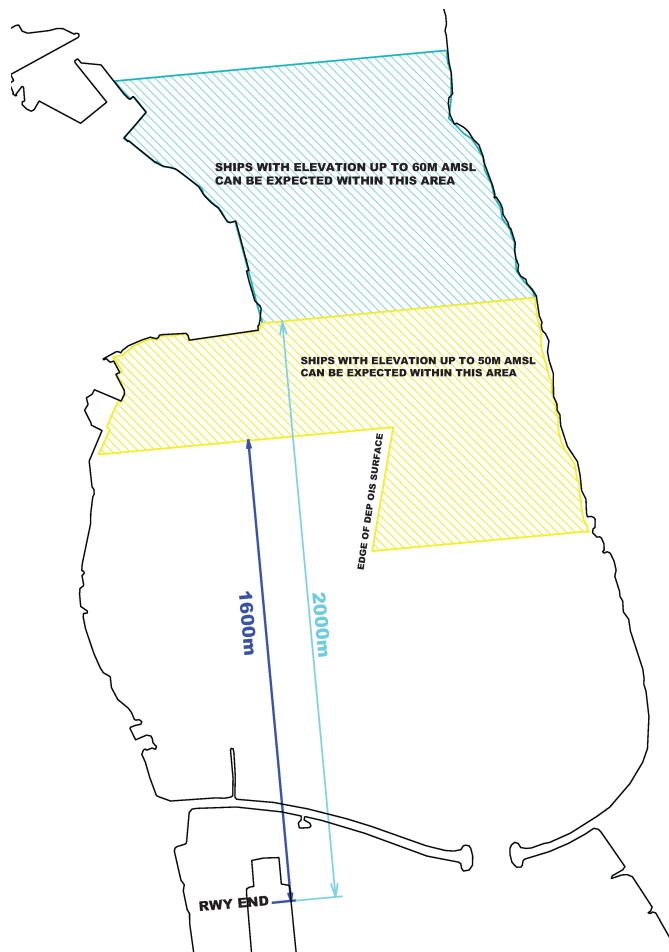 SHIPS WITH ELEVATION UP TO 60M AMSL
CAN BE EXPECTED WITHIN THIS AREA
SHIPS WITH ELEVATION UP TO 50M AMSL
CAN BE EXPECTED WITHIN THIS AREA
EDGE OF DEP OIS SURFACE
1600m
2000m
RWY END